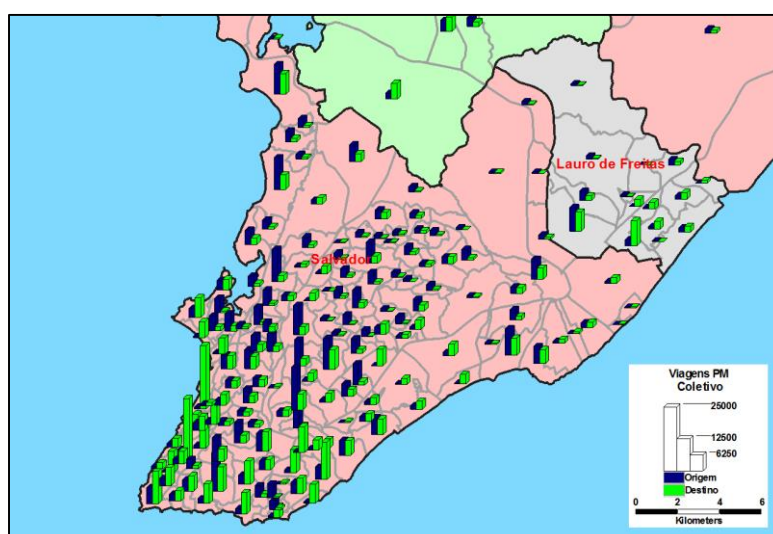 Lauro de Freitas
Salvador
Viagens PM
Coletivo
25000
12500
6250
Origem
Destino
0 2 4 6
Kilometers